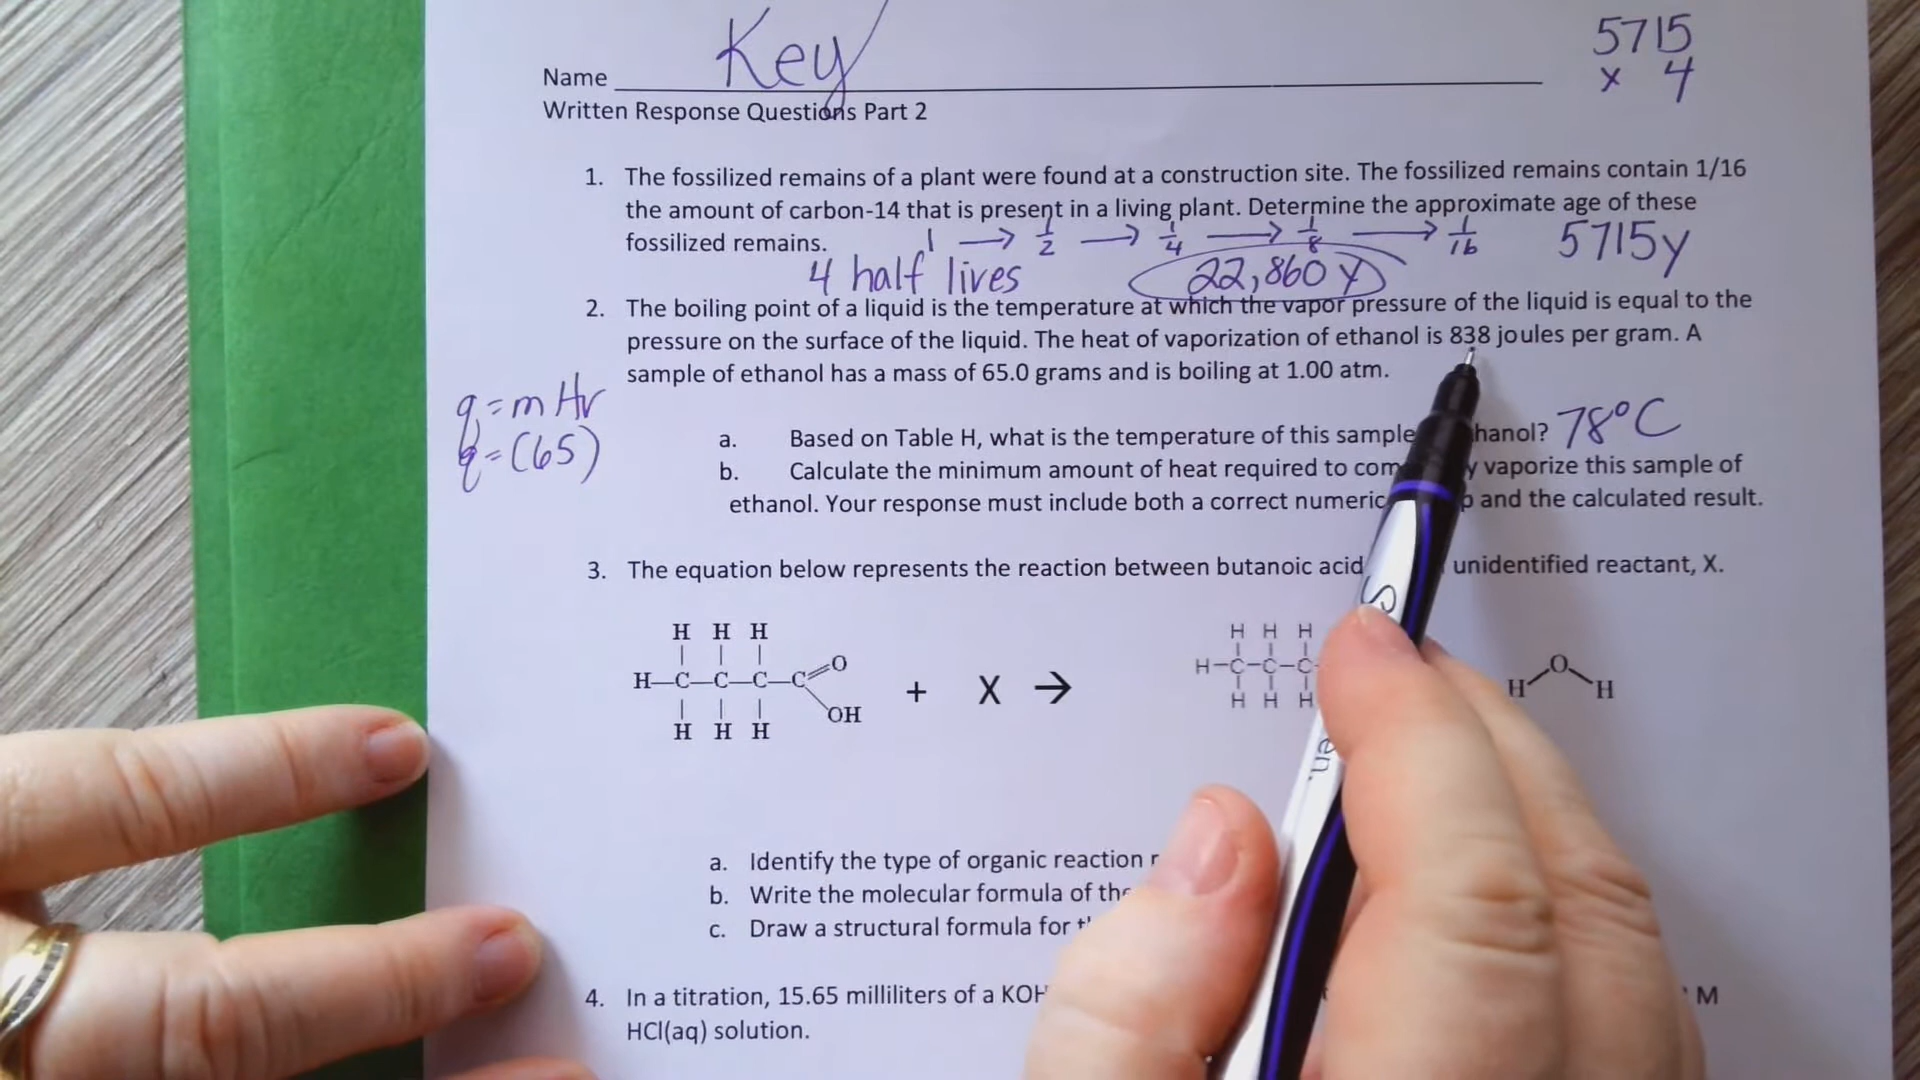 Key
5715
x 4
Name
Written Response Questions Part 2
1. The fossilized remains of a plant were found at a construction site. The fossilized remains contain 1/16
the amount of carbon-14 that is present in a living plant. Determine the approximate age of these
fossilized remains.
1 → 1/2 → 1/4 → 1/8 → 1/16 5715y
4 half lives 22,860 y
2. The boiling point of a liquid is the temperature at which the vapor pressure of the liquid is equal to the
pressure on the surface of the liquid. The heat of vaporization of ethanol is 838 joules per gram. A
sample of ethanol has a mass of 65.0 grams and is boiling at 1.00 atm.
q = m Hv
q = (65)
a. Based on Table H, what is the temperature of this sample hanol? 78°C
b. Calculate the minimum amount of heat required to com y vaporize this sample of
ethanol. Your response must include both a correct numeric p and the calculated result.
3. The equation below represents the reaction between butanoic acid unidentified reactant, X.
H H H
H—C—C—C—C O
OH
H H H
+ X →
H H H
H—C—C—C
H H H
O
H H
a. Identify the type of organic reaction r
b. Write the molecular formula of the
c. Draw a structural formula for t
4. In a titration, 15.65 milliliters of a KOH M
HCl(aq) solution.
en.